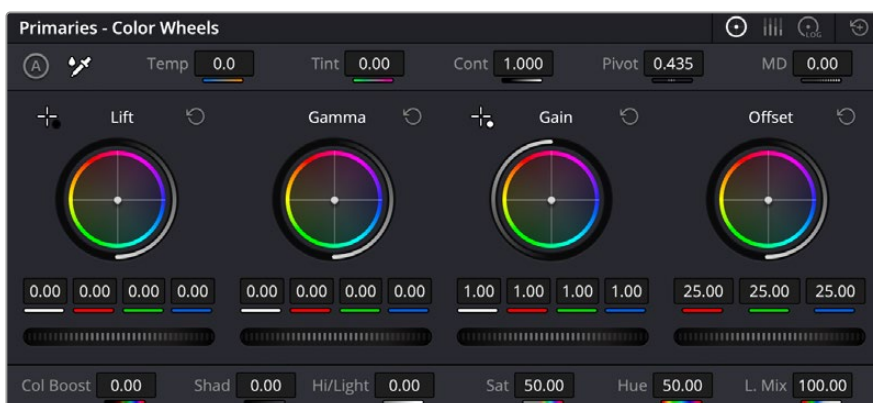 Primaries - Color Wheels
LOG
A Temp 0.0 Tint 0.00 Cont 1.000 Pivot 0.435 MD 0.00
Lift Gamma Gain Offset
0.00 0.00 0.00 0.00 0.00 0.00 0.00 0.00 1.00 1.00 1.00 1.00 25.00 25.00 25.00
Col Boost 0.00 Shad 0.00 Hi/Light 0.00 Sat 50.00 Hue 50.00 L. Mix 100.00